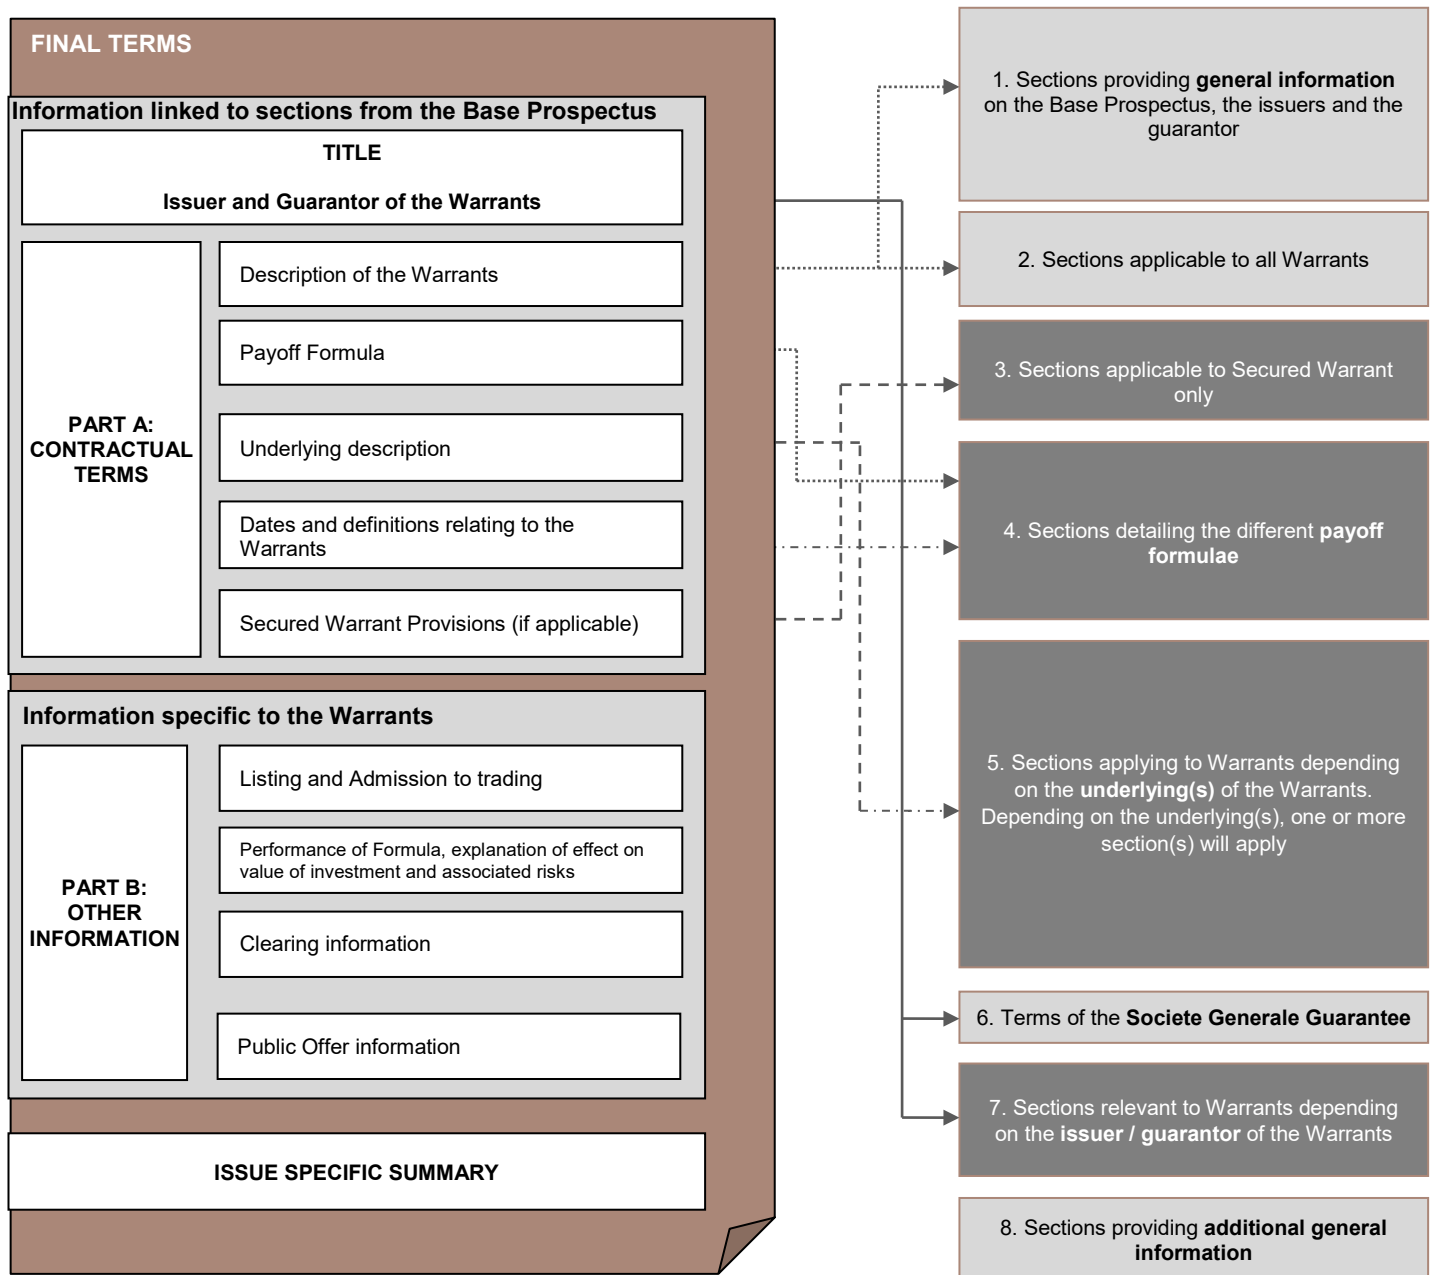 FINAL TERMS
Information linked to sections from the Base Prospectus
TITLE
Issuer and Guarantor of the Warrants
PART A:
CONTRACTUAL
TERMS
Description of the Warrants
Payoff Formula
Underlying description
Dates and definitions relating to the
Warrants
Secured Warrant Provisions (if applicable)
Information specific to the Warrants
PART B:
OTHER
INFORMATION
Listing and Admission to trading
Performance of Formula, explanation of effect on
value of investment and associated risks
Clearing information
Public Offer information
ISSUE SPECIFIC SUMMARY
1. Sections providing general information
on the Base Prospectus, the issuers and the
guarantor
2. Sections applicable to all Warrants
3. Sections applicable to Secured Warrant
only
4. Sections detailing the different payoff
formulae
5. Sections applying to Warrants depending
on the underlying(s) of the Warrants.
Depending on the underlying(s), one or more
section(s) will apply
6. Terms of the Societe Generale Guarantee
7. Sections relevant to Warrants depending
on the issuer / guarantor of the Warrants
8. Sections providing additional general
information